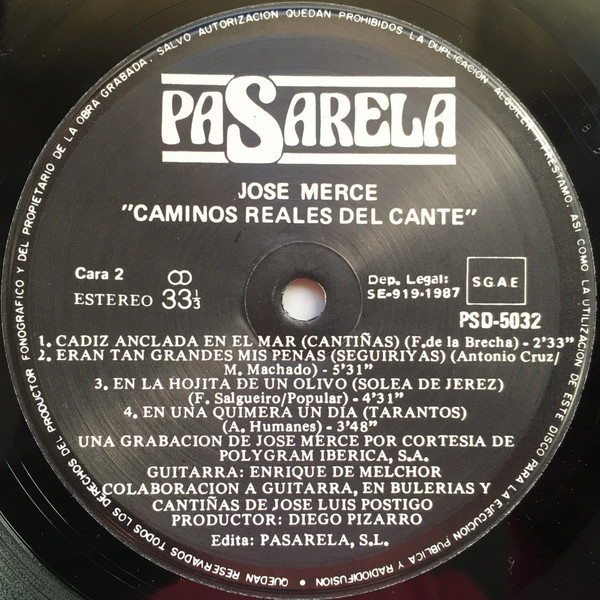 PASARELA
JOSE MERCE
"CAMINOS REALES DEL CANTE"
Cara 2
ESTEREO 33 1/3
Dep. Legal:
SE-919-1987
SGAE
PSD-5032
1. CADIZ ANCLADA EN EL MAR (CANTIÑAS) (F. de la Brecha) - 2'33"
2. ERAN TAN GRANDES MIS PENAS (SEGUIRIYAS) (Antonio Cruz/
M. Machado) - 5'31"
3. EN LA HOJITA DE UN OLIVO (SOLEA DE JEREZ)
(F. Salgueiro/Popular) - 4'31"
4. EN UNA QUIMERA UN DIA (TARANTOS)
(A. Humanes) - 3'48"
UNA GRABACION DE JOSE MERCE POR CORTESIA DE
POLYGRAM IBERICA, S.A.
GUITARRA: ENRIQUE DE MELCHOR
COLABORACION A GUITARRA, EN BULERIAS Y
CANTIÑAS DE JOSE LUIS POSTIGO
PRODUCTOR: DIEGO PIZARRO
Edita: PASARELA, S.L.
QUEDAN RESERVADOS TODOS LOS DERECHOS DEL PRODUCTOR FONOGRAFICO Y DEL PROPIETARIO DE LA OBRA GRABADA. SALVO AUTORIZACION QUEDAN PROHIBIDOS LA DUPLICACION, ALQUILER Y PRESTAMO, ASI COMO LA UTILIZACION DE ESTE DISCO PARA LA EJECUCION PUBLICA Y RADIODIFUSION